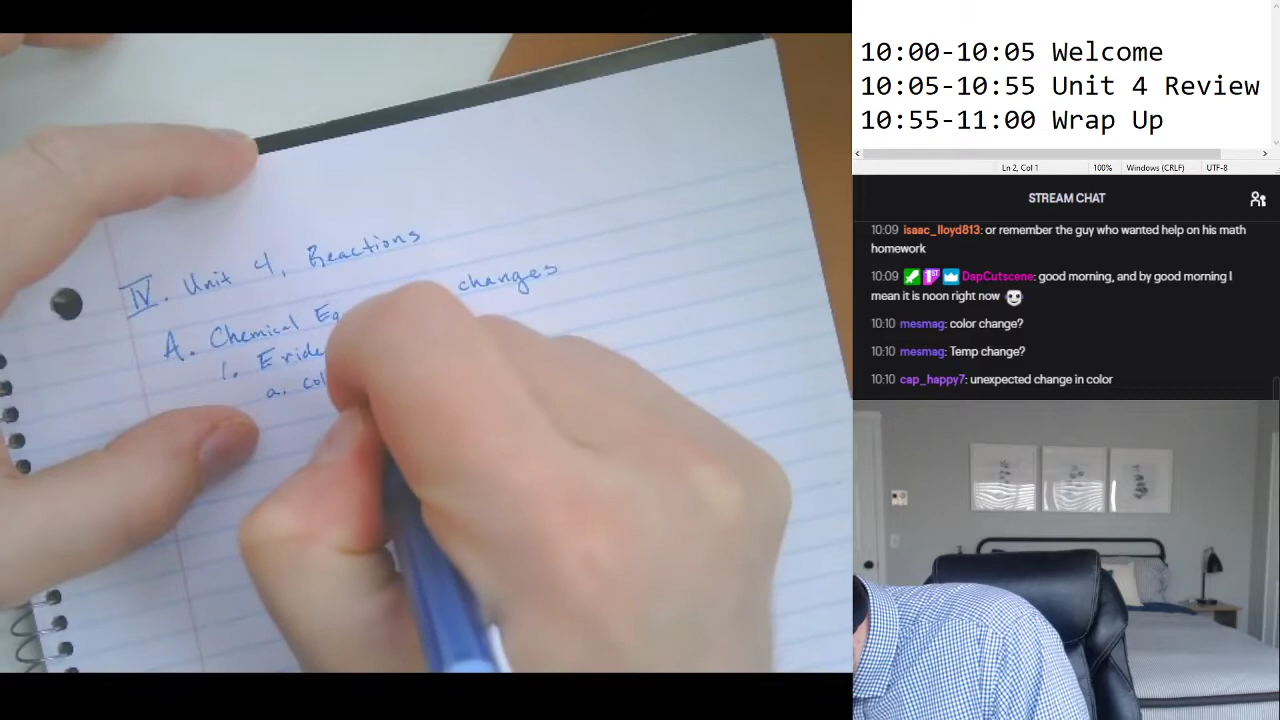 IV. Unit 4, Reactions
A. Chemical changes
1.
a.
10:00-10:05 Welcome
10:05-10:55 Unit 4 Review
10:55-11:00 Wrap Up
Ln 2, Col 1 100% Windows (CRLF) UTF-8
STREAM CHAT
10:09 isaac_lloyd813: or remember the guy who wanted help on his math
homework
10:09 DapCutscene: good morning, and by good morning I
mean it is noon right now
10:10 mesmag: color change?
10:10 mesmag: Temp change?
10:10 cap_happy7: unexpected change in color